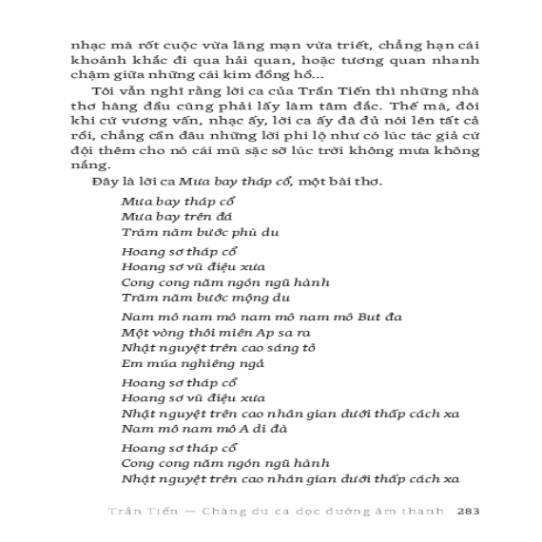 nhạc mà rốt cuộc vừa lãng mạn vừa triết, chẳng hạn cái
khoảnh khắc đi qua hải quan, hoặc tương quan nhanh
chậm giữa những cái kim đồng hồ...
Tôi vẫn nghĩ rằng lời ca của Trần Tiến thì những nhà
thơ hàng đầu cũng phải lấy làm tâm đắc. Thế mà, đôi
khi cứ vương vấn, nhạc ấy, lời ca ấy đã đủ nói lên tất cả
rồi, chẳng cần đâu những lời phi lộ như có lúc tác giả cứ
đội thêm cho nó cái mũ sặc sỡ lúc trời không mưa không
nắng.
Đây là lời ca Mưa bay tháp cổ, một bài thơ.
Mưa bay tháp cổ
Mưa bay trên đá
Trăm năm bước phù du
Hoang sơ tháp cổ
Hoang sơ vũ điệu xưa
Cong cong năm ngón ngũ hành
Trăm năm bước mộng du
Nam mô nam mô nam mô nam mô But đa
Một vòng thôi miên Ap sa ra
Nhật nguyệt trên cao sáng tỏ
Em múa nghiêng ngả
Hoang sơ tháp cổ
Hoang sơ vũ điệu xưa
Nhật nguyệt trên cao nhân gian dưới thấp cách xa
Nam mô nam mô A di đà
Hoang sơ tháp cổ
Cong cong năm ngón ngũ hành
Nhật nguyệt trên cao nhân gian dưới thấp cách xa
Trần Tiến — Chàng du ca dọc đường âm thanh 283